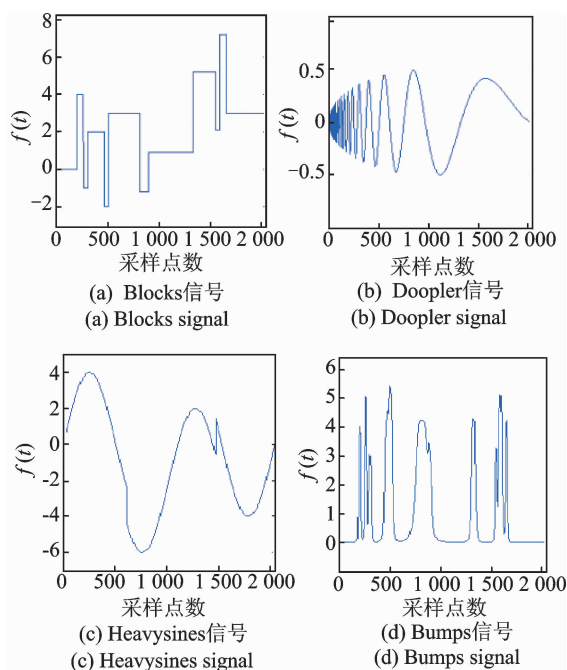 f(t)
8
6
4
2
0
−2
0 500 1 000 1 500 2 000
采样点数
(a) Blocks信号
(a) Blocks signal
f(t)
0.5
0
−0.5
0 500 1 000 1 500 2 000
采样点数
(b) Doopler信号
(b) Doopler signal
f(t)
4
2
0
−2
−4
−6
0 500 1 000 1 500 2 000
采样点数
(c) Heavysines信号
(c) Heavysines signal
f(t)
6
5
4
3
2
1
0
0 500 1 000 1 500 2 000
采样点数
(d) Bumps信号
(d) Bumps signal